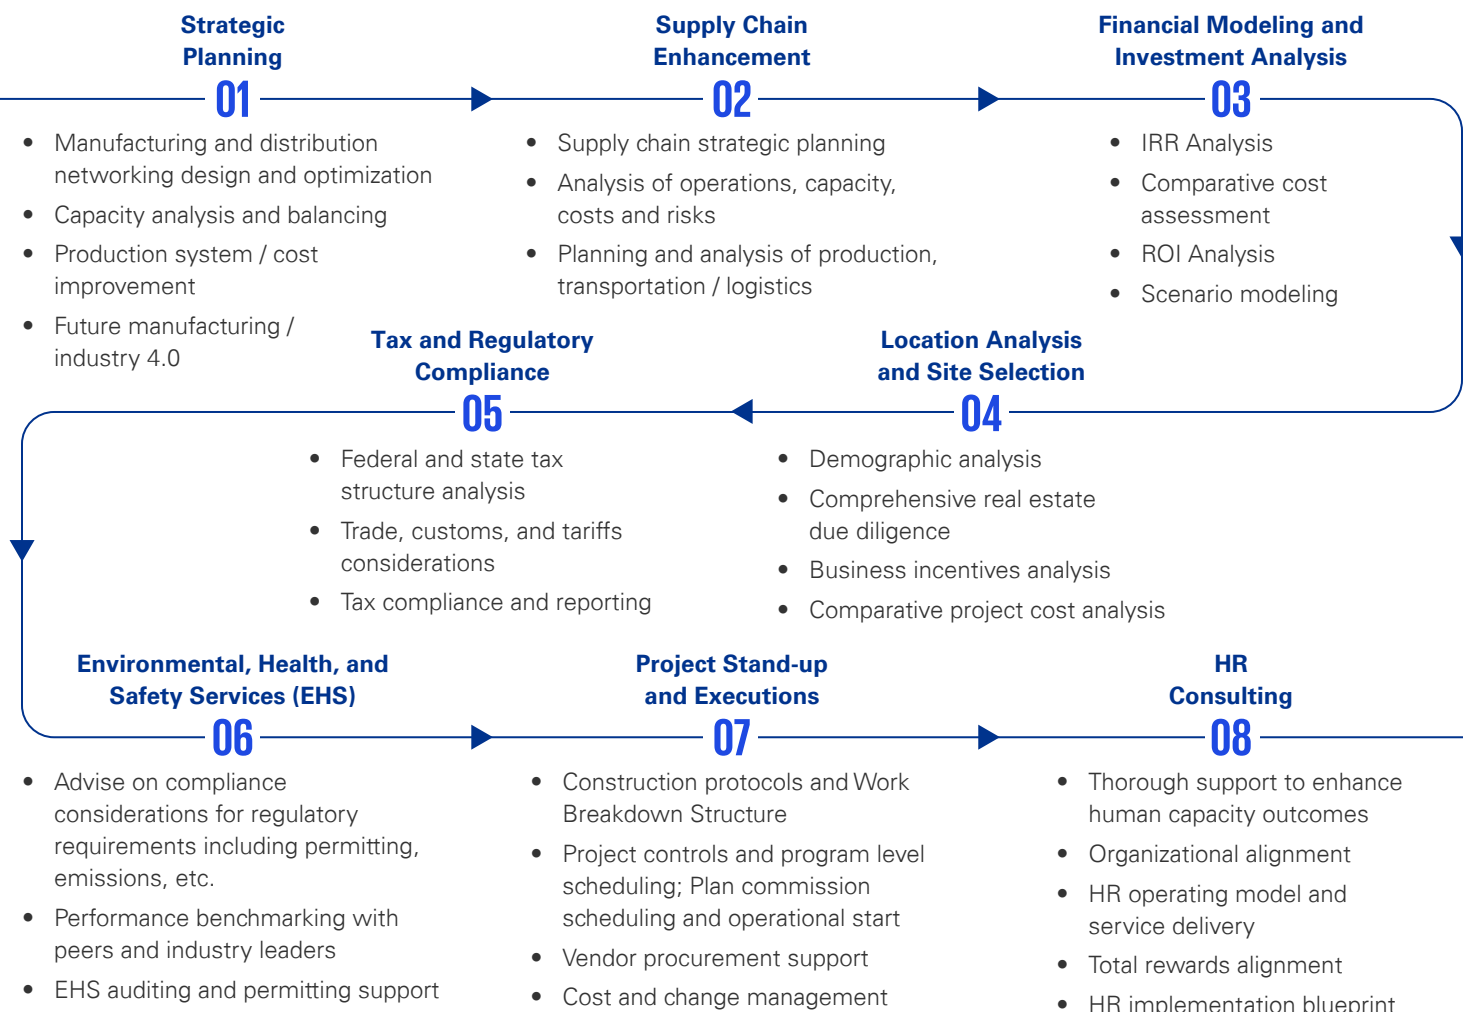 Strategic
Planning
01
Manufacturing and distribution
networking design and optimization
Capacity analysis and balancing
Production system / cost
improvement
Future manufacturing /
industry 4.0
Supply Chain
Enhancement
02
Supply chain strategic planning
Analysis of operations, capacity,
costs and risks
Planning and analysis of production,
transportation / logistics
Financial Modeling and
Investment Analysis
03
IRR Analysis
Comparative cost
assessment
ROI Analysis
Scenario modeling
Location Analysis
and Site Selection
04
Demographic analysis
Comprehensive real estate
due diligence
Business incentives analysis
Comparative project cost analysis
Tax and Regulatory
Compliance
05
Federal and state tax
structure analysis
Trade, customs, and tariffs
considerations
Tax compliance and reporting
Environmental, Health, and
Safety Services (EHS)
06
Advise on compliance
considerations for regulatory
requirements including permitting,
emissions, etc.
Performance benchmarking with
peers and industry leaders
EHS auditing and permitting support
Project Stand-up
and Executions
07
Construction protocols and Work
Breakdown Structure
Project controls and program level
scheduling; Plan commission
scheduling and operational start
Vendor procurement support
Cost and change management
HR
Consulting
08
Thorough support to enhance
human capacity outcomes
Organizational alignment
HR operating model and
service delivery
Total rewards alignment
HR implementation blueprint